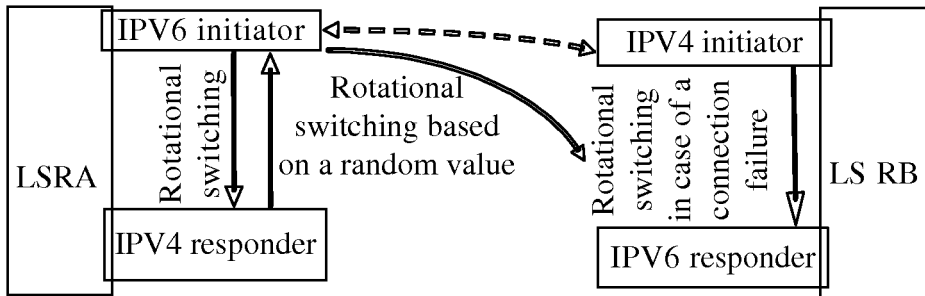 LSRA
IPV6 initiator
Rotational
switching
Rotational
switching based
on a random value
IPV4 responder
IPV4 initiator
Rotational
switching
in case of a
connection
failure
IPV6 responder
LS RB